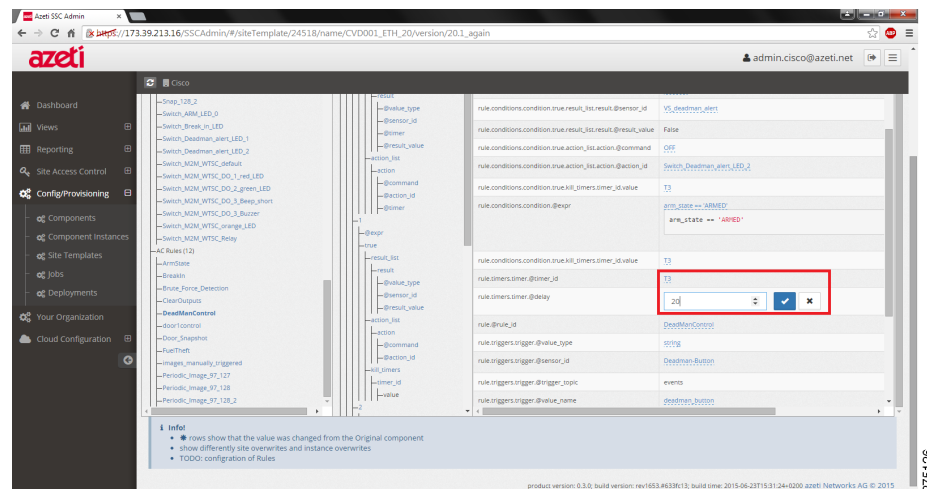 Azeti SSC Admin
https://173.39.213.16/SSCAdmin/#/siteTemplate/24518/name/CVD001_ETH_20/version/20.1_again
azeti
admin.cisco@azeti.net
Cisco
Dashboard
Views
Reporting
Site Access Control
Config/Provisioning
Components
Component Instances
Site Templates
Jobs
Deployments
Your Organization
Cloud Configuration
Snap_128_2
Switch_ARM_LED_0
Switch_Break_in_LED
Switch_Deadman_alert_LED_1
Switch_Deadman_alert_LED_2
Switch_M2M_WTSC_default
Switch_M2M_WTSC_DO_1_red_LED
Switch_M2M_WTSC_DO_2_green_LED
Switch_M2M_WTSC_DO_3_Beep_short
Switch_M2M_WTSC_DO_3_Buzzer
Switch_M2M_WTSC_orange_LED
Switch_M2M_WTSC_Relay
AC Rules (12)
ArmState
BreakIn
Brute_Force_Detection
ClearOutputs
DeadManControl
door1control
Door_Snapshot
FuelTheft
images_manually_triggered
Periodic_Image_97_127
Periodic_Image_97_128
Periodic_Image_97_128_2
result
@value_type
@sensor_id
@timer
@result_value
action_list
action
@command
@action_id
@timer
1
@expr
true
result_list
result
@value_type
@sensor_id
@result_value
action_list
action
@command
@action_id
kill_timers
timer_id
value
2
rule.conditions.condition.true.result_list.result.@sensor_id VS_deadman_alert
rule.conditions.condition.true.result_list.result.@result_value False
rule.conditions.condition.true.action_list.action.@command OFF
rule.conditions.condition.true.action_list.action.@action_id Switch_Deadman_alert_LED_2
rule.conditions.condition.true.kill_timers.timer_id.value T3
rule.conditions.condition.@expr arm_state == 'ARMED'
arm_state == 'ARMED'
rule.conditions.condition.true.kill_timers.timer_id.value T3
rule.timers.timer.@timer_id T3
rule.timers.timer.@delay 20
rule.@rule_id DeadManControl
rule.triggers.trigger.@value_type string
rule.triggers.trigger.@sensor_id Deadman-Button
rule.triggers.trigger.@trigger_topic events
rule.triggers.trigger.@value_name deadman_button
Info!
✱ rows show that the value was changed from the Original component
show differently site overwrites and instance overwrites
TODO: configration of Rules
product version: 0.3.0; build version: rev1653.#633fc13; build time: 2015-06-23T15:31:24+0200 azeti Networks AG © 2015